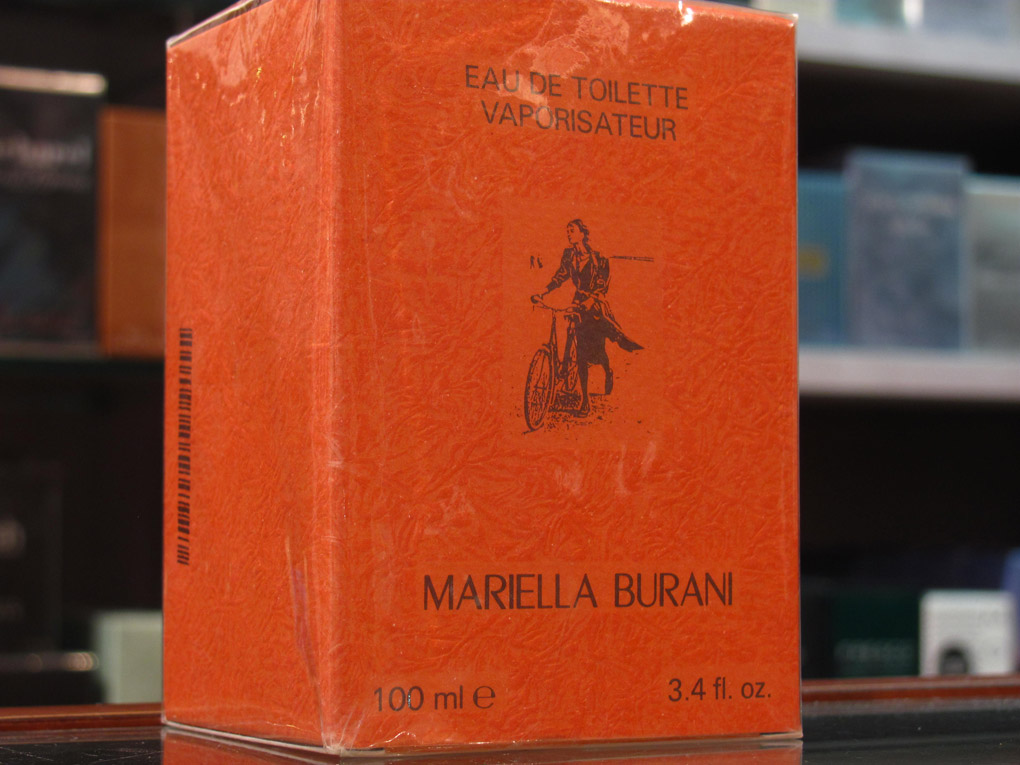 EAU DE TOILETTE
VAPORISATEUR
MARIELLA BURANI
100 ml ℮
3.4 fl. oz.